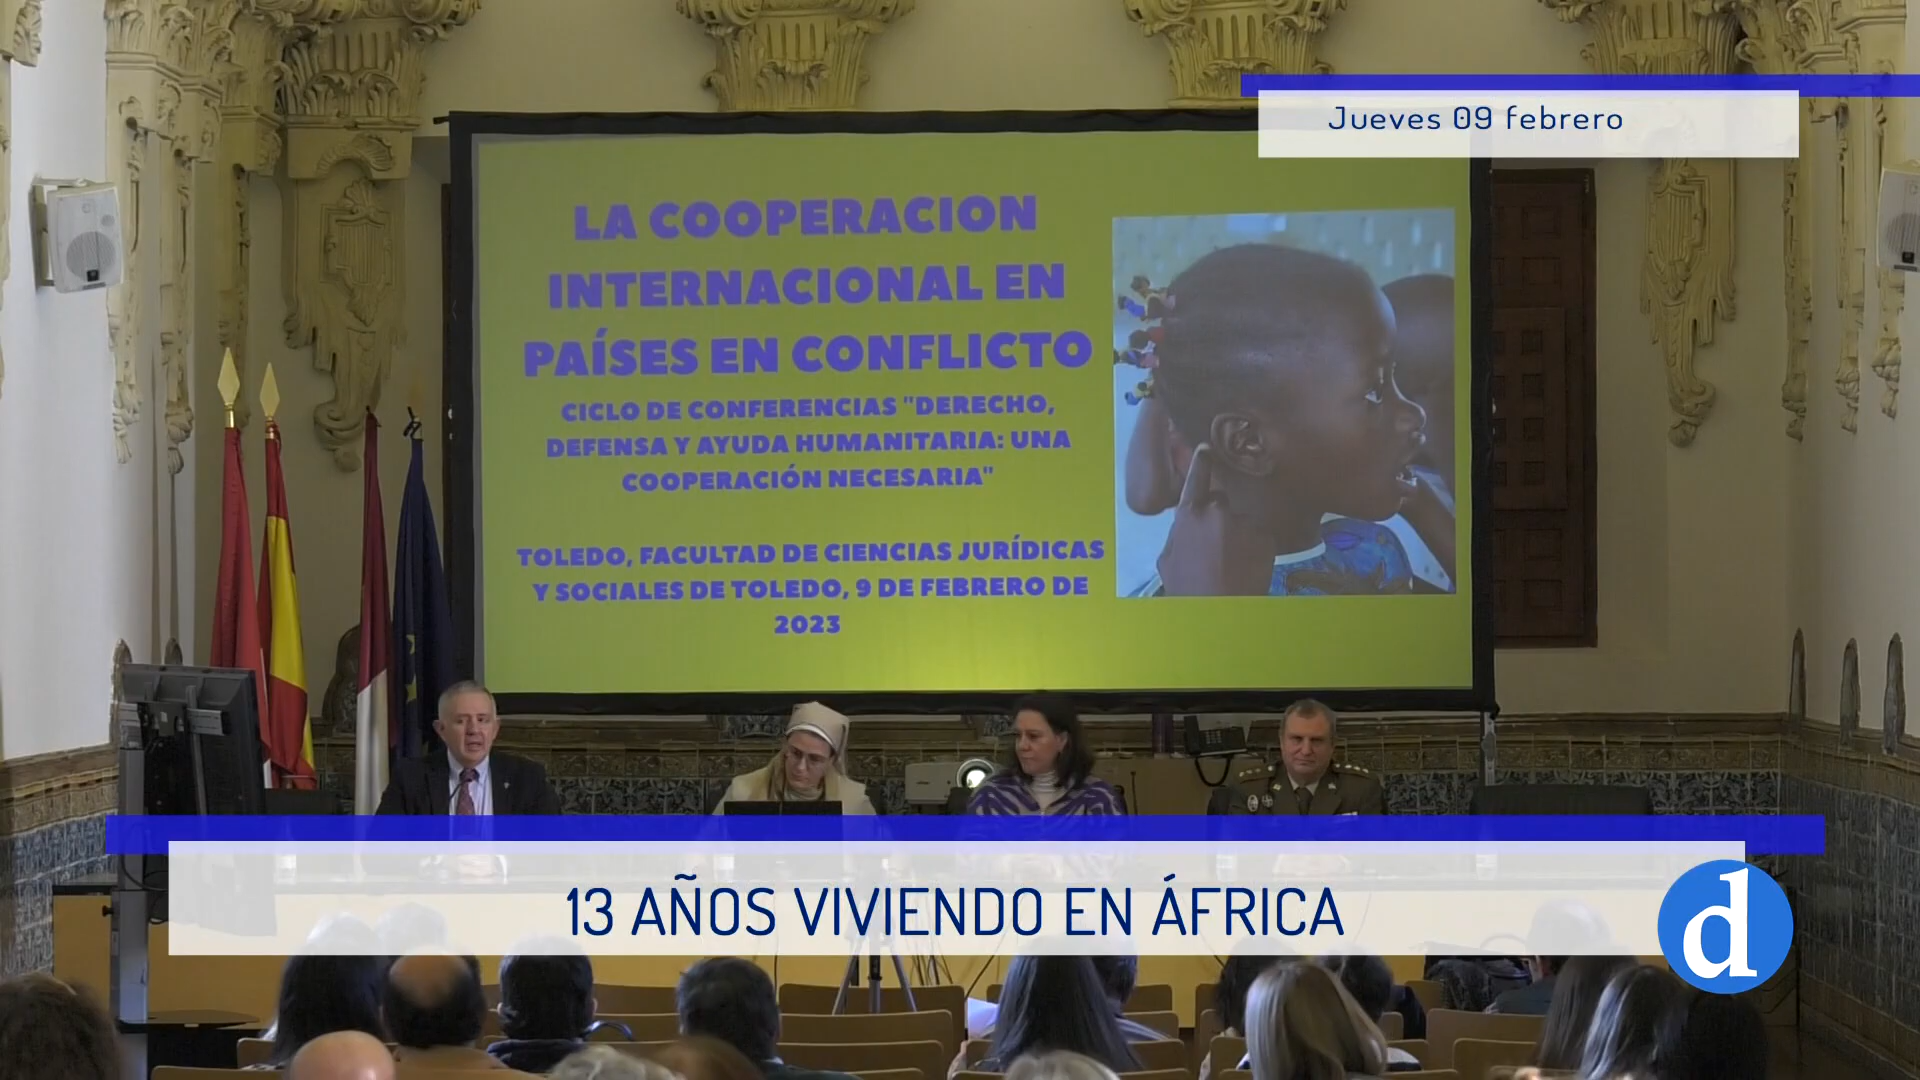 Jueves 09 febrero
LA COOPERACION
INTERNACIONAL EN
PAÍSES EN CONFLICTO
CICLO DE CONFERENCIAS "DERECHO,
DEFENSA Y AYUDA HUMANITARIA: UNA
COOPERACIÓN NECESARIA"
TOLEDO, FACULTAD DE CIENCIAS JURÍDICAS
Y SOCIALES DE TOLEDO, 9 DE FEBRERO DE
2023
13 AÑOS VIVIENDO EN ÁFRICA
d